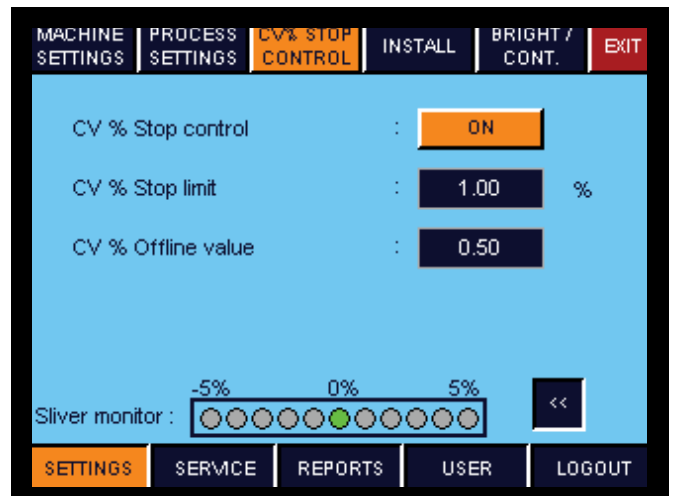 MACHINE SETTINGS PROCESS SETTINGS CV% STOP CONTROL INSTALL BRIGHT / CONT. EXIT
CV % Stop control : ON
CV % Stop limit : 1.00 %
CV % Offline value : 0.50
-5% 0% 5%
Sliver monitor : <<
SETTINGS SERVICE REPORTS USER LOGOUT